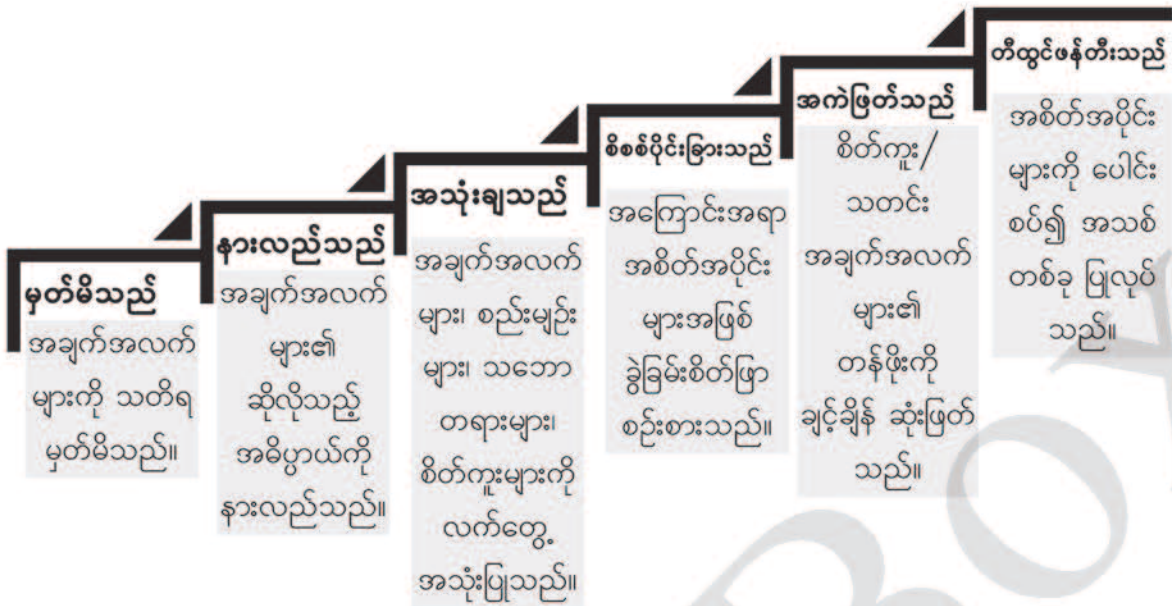 မှတ်မိသည်
အချက်အလက်
များကို သတိရ
မှတ်မိသည်။
နားလည်သည်
အချက်အလက်
များ၏
ဆိုလိုသည့်
အဓိပ္ပာယ်ကို
နားလည်သည်။
အသုံးချသည်
အချက်အလက်
များ၊ စည်းမျဉ်း
များ၊ သဘော
တရားများ၊
စိတ်ကူးများကို
လက်တွေ့
အသုံးပြုသည်။
စိစစ်ပိုင်းခြားသည်
အကြောင်းအရာ
အစိတ်အပိုင်း
များအဖြစ်
ခွဲခြမ်းစိတ်ဖြာ
စဉ်းစားသည်။
အကဲဖြတ်သည်
စိတ်ကူး/
သတင်း
အချက်အလက်
များ၏
တန်ဖိုးကို
ချင့်ချိန် ဆုံးဖြတ်
သည်။
တီထွင်ဖန်တီးသည်
အစိတ်အပိုင်း
များကို ပေါင်း
စပ်၍ အသစ်
တစ်ခု ပြုလုပ်
သည်။